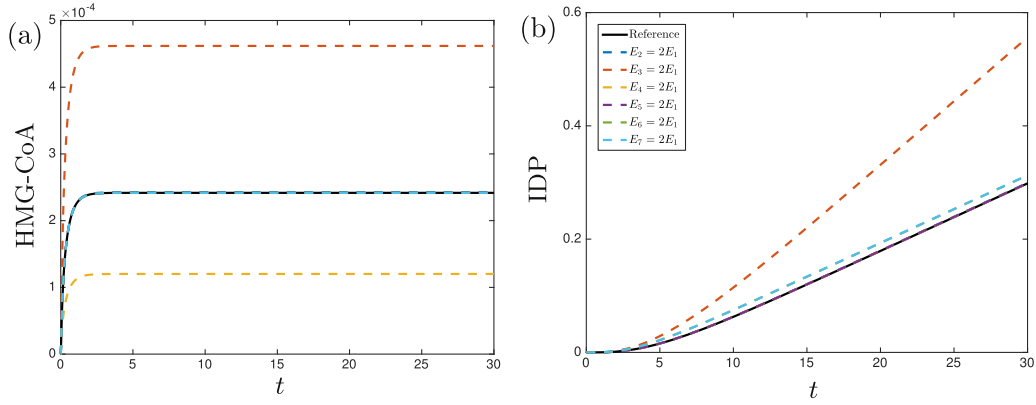 (a)
×10⁻⁴
5
4
3
2
1
0
HMG-CoA
0 5 10 15 20 25 30
t
(b)
0.6
0.4
0.2
0
IDP
Reference
E₂ = 2E₁
E₃ = 2E₁
E₄ = 2E₁
E₅ = 2E₁
E₆ = 2E₁
E₇ = 2E₁
0 5 10 15 20 25 30
t